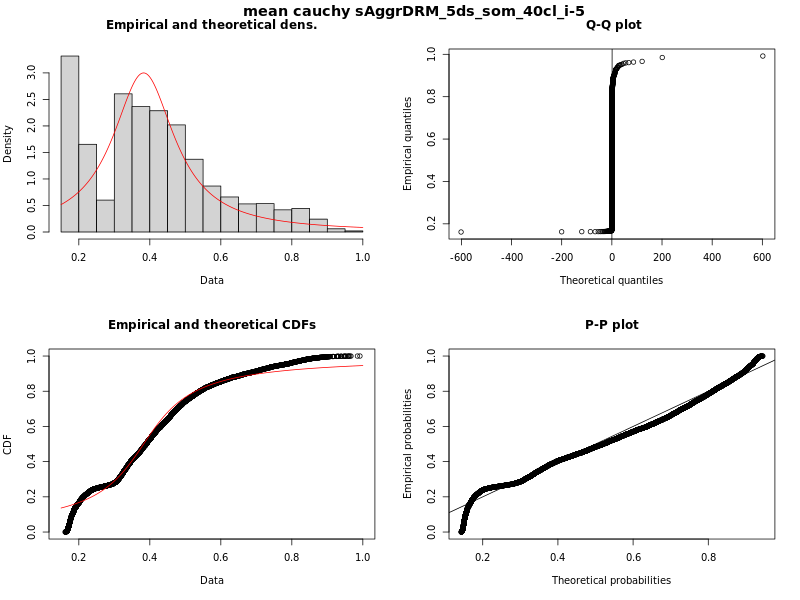 mean cauchy sAggrDRM_5ds_som_40cl_i-5
Empirical and theoretical dens.
Density
0.0 0.5 1.0 1.5 2.0 2.5 3.0
0.2 0.4 0.6 0.8 1.0
Data
Q-Q plot
Empirical quantiles
0.2 0.4 0.6 0.8 1.0
-600 -400 -200 0 200 400 600
Theoretical quantiles
Empirical and theoretical CDFs
CDF
0.0 0.2 0.4 0.6 0.8 1.0
0.2 0.4 0.6 0.8 1.0
Data
P-P plot
Empirical probabilities
0.0 0.2 0.4 0.6 0.8 1.0
0.2 0.4 0.6 0.8
Theoretical probabilities